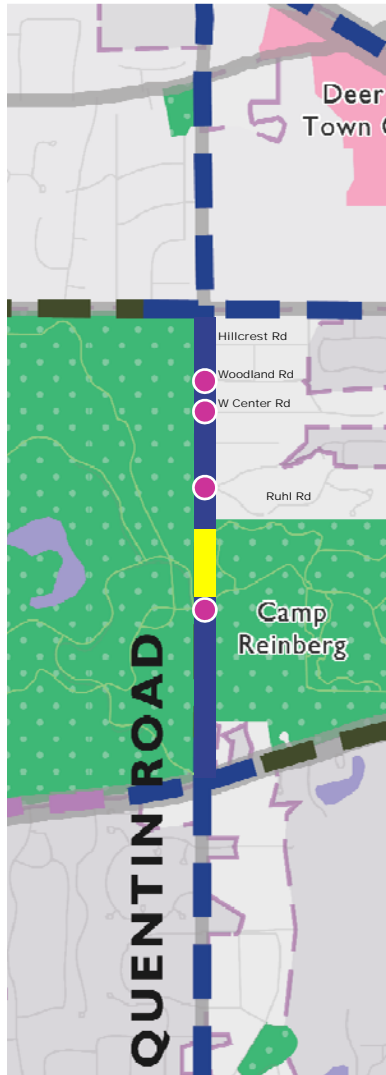 Deer
Town C
Hillcrest Rd
Woodland Rd
W Center Rd
Ruhl Rd
Camp
Reinberg
QUENTIN ROAD